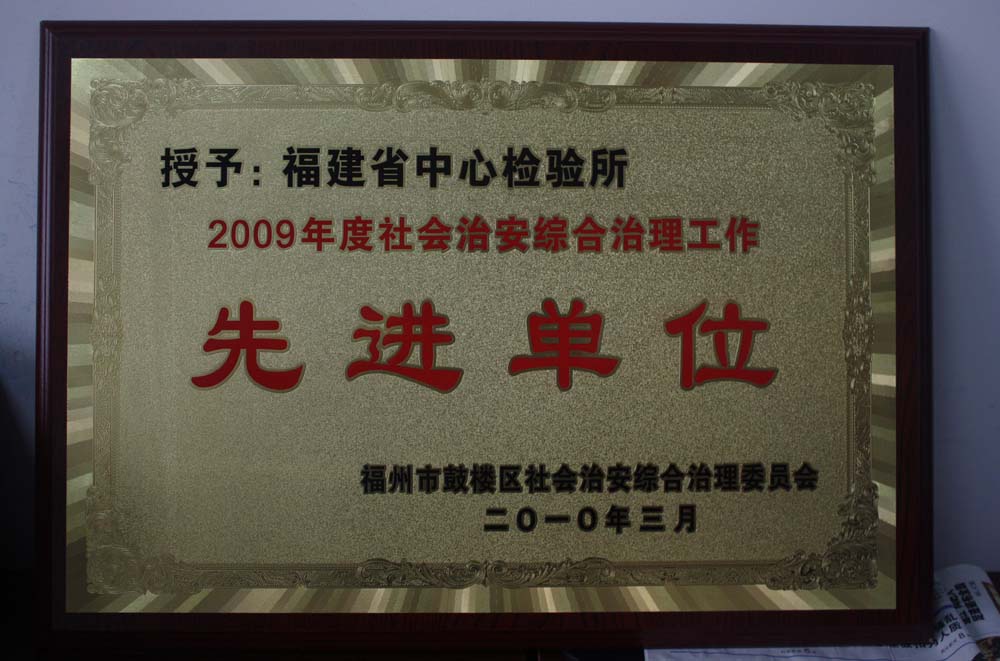 授予：福建省中心检验所
2009年度社会治安综合治理工作
先进单位
福州市鼓楼区社会治安综合治理委员会
二〇一〇年三月